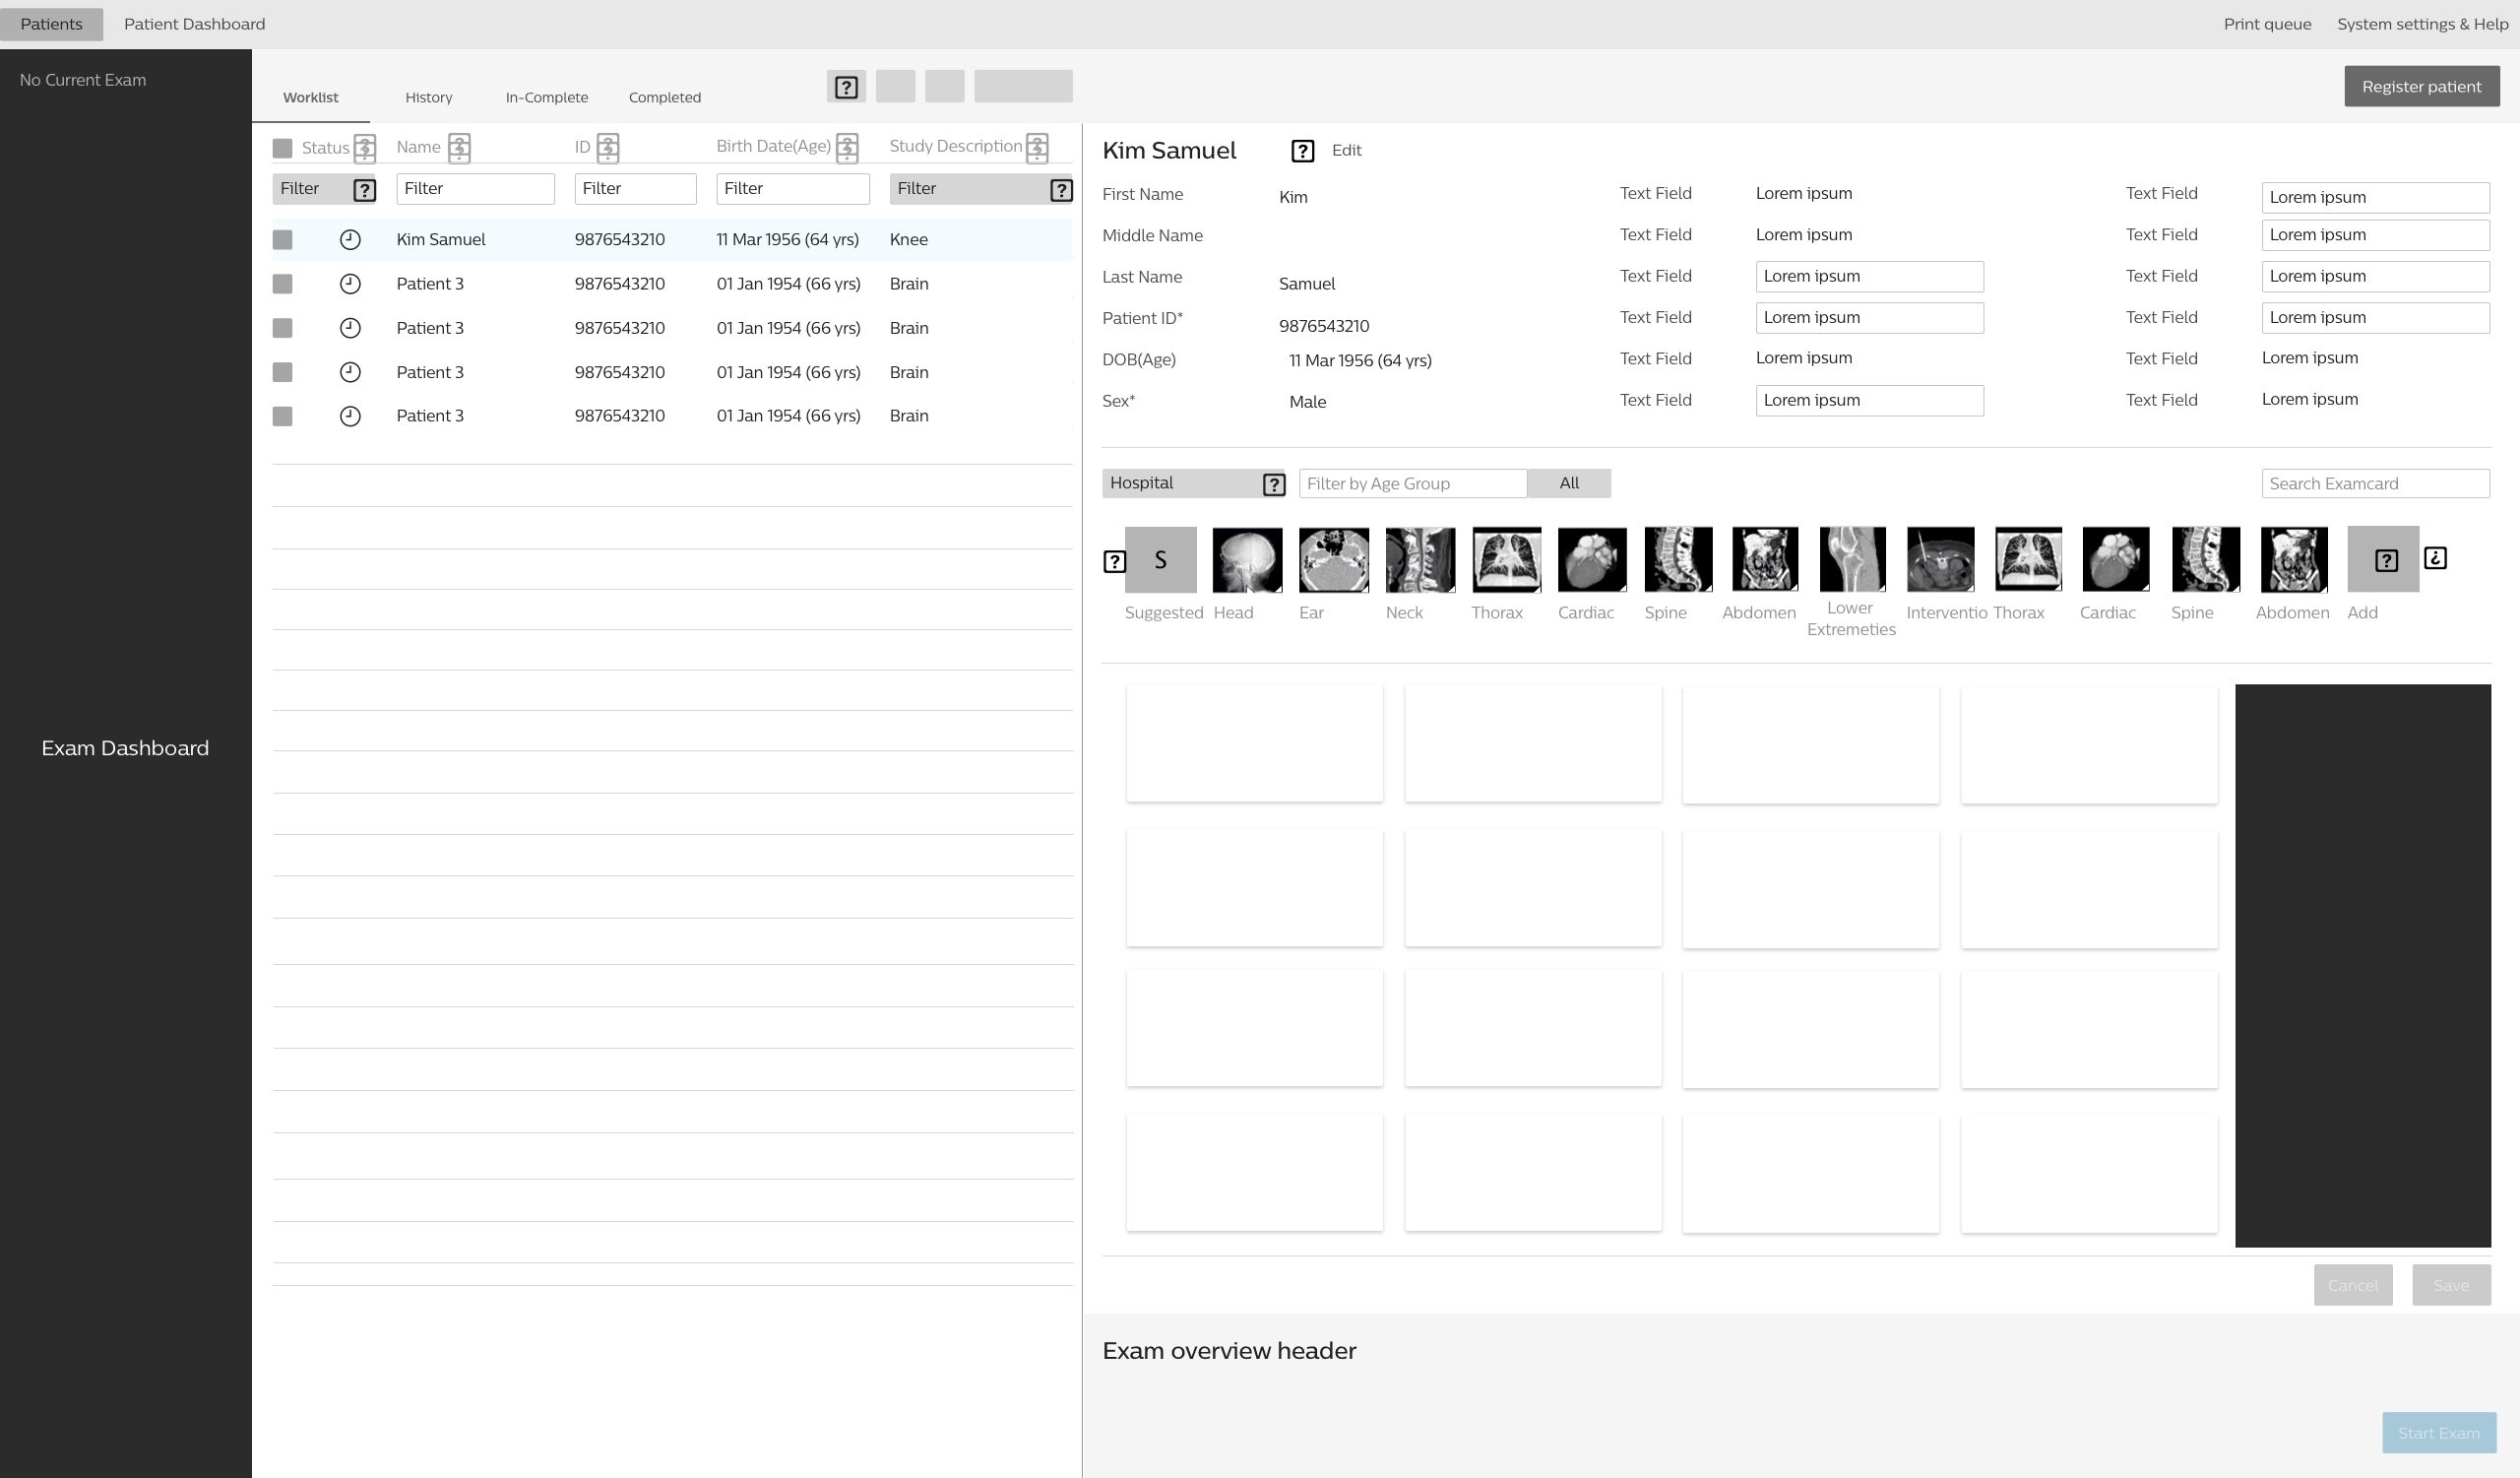 Patients
Patient Dashboard
Print queue
System settings & Help
No Current Exam
Exam Dashboard
Worklist
History
In-Complete
Completed
Register patient
Status
Name
ID
Birth Date(Age)
Study Description
Filter
Filter
Filter
Filter
Filter
Kim Samuel 9876543210 11 Mar 1956 (64 yrs) Knee
Patient 3 9876543210 01 Jan 1954 (66 yrs) Brain
Patient 3 9876543210 01 Jan 1954 (66 yrs) Brain
Patient 3 9876543210 01 Jan 1954 (66 yrs) Brain
Patient 3 9876543210 01 Jan 1954 (66 yrs) Brain
Kim Samuel
Edit
First Name Kim Text Field Lorem ipsum Text Field Lorem ipsum
Middle Name Text Field Lorem ipsum Text Field Lorem ipsum
Last Name Samuel Text Field Lorem ipsum Text Field Lorem ipsum
Patient ID* 9876543210 Text Field Lorem ipsum Text Field Lorem ipsum
DOB(Age) 11 Mar 1956 (64 yrs) Text Field Lorem ipsum Text Field Lorem ipsum
Sex* Male Text Field Lorem ipsum Text Field Lorem ipsum
Hospital
Filter by Age Group
All
Search Examcard
S
Suggested
Head
Ear
Neck
Thorax
Cardiac
Spine
Abdomen
Lower
Extremeties
Interventio
Thorax
Cardiac
Spine
Abdomen
Add
Cancel
Save
Exam overview header
Start Exam